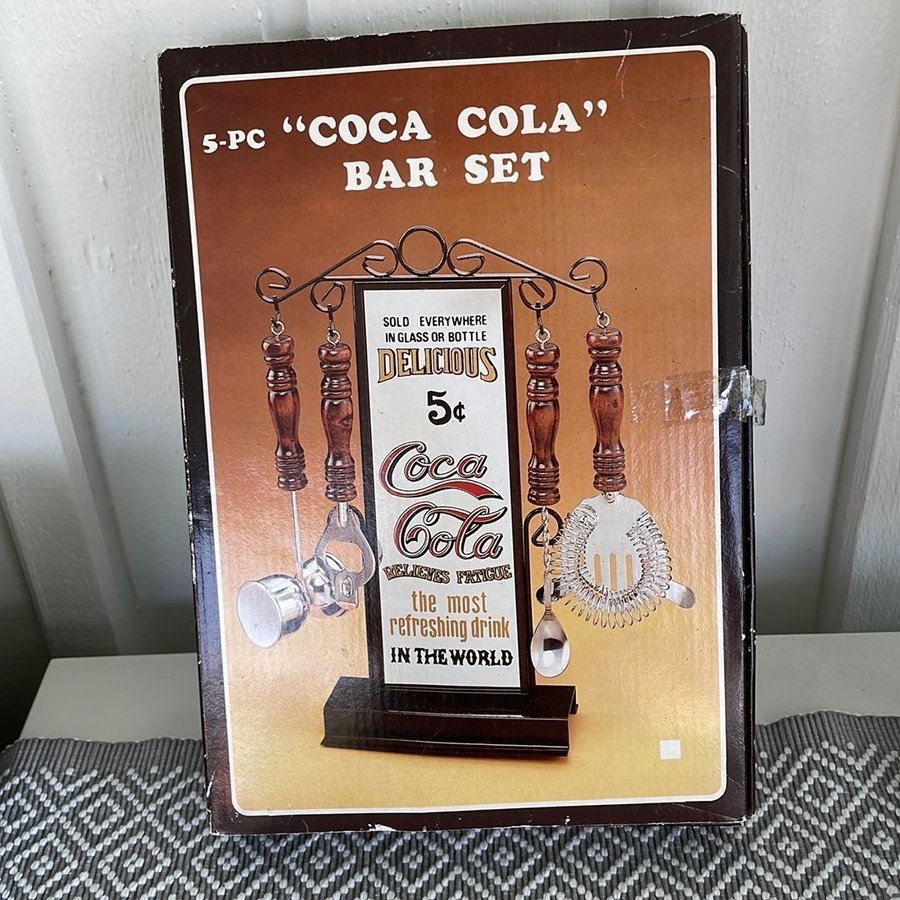 5-PC “COCA COLA”
BAR SET
SOLD EVERYWHERE
IN GLASS OR BOTTLE
DELICIOUS
5¢
Coca
Cola
RELIEVES FATIGUE
the most
refreshing drink
IN THE WORLD